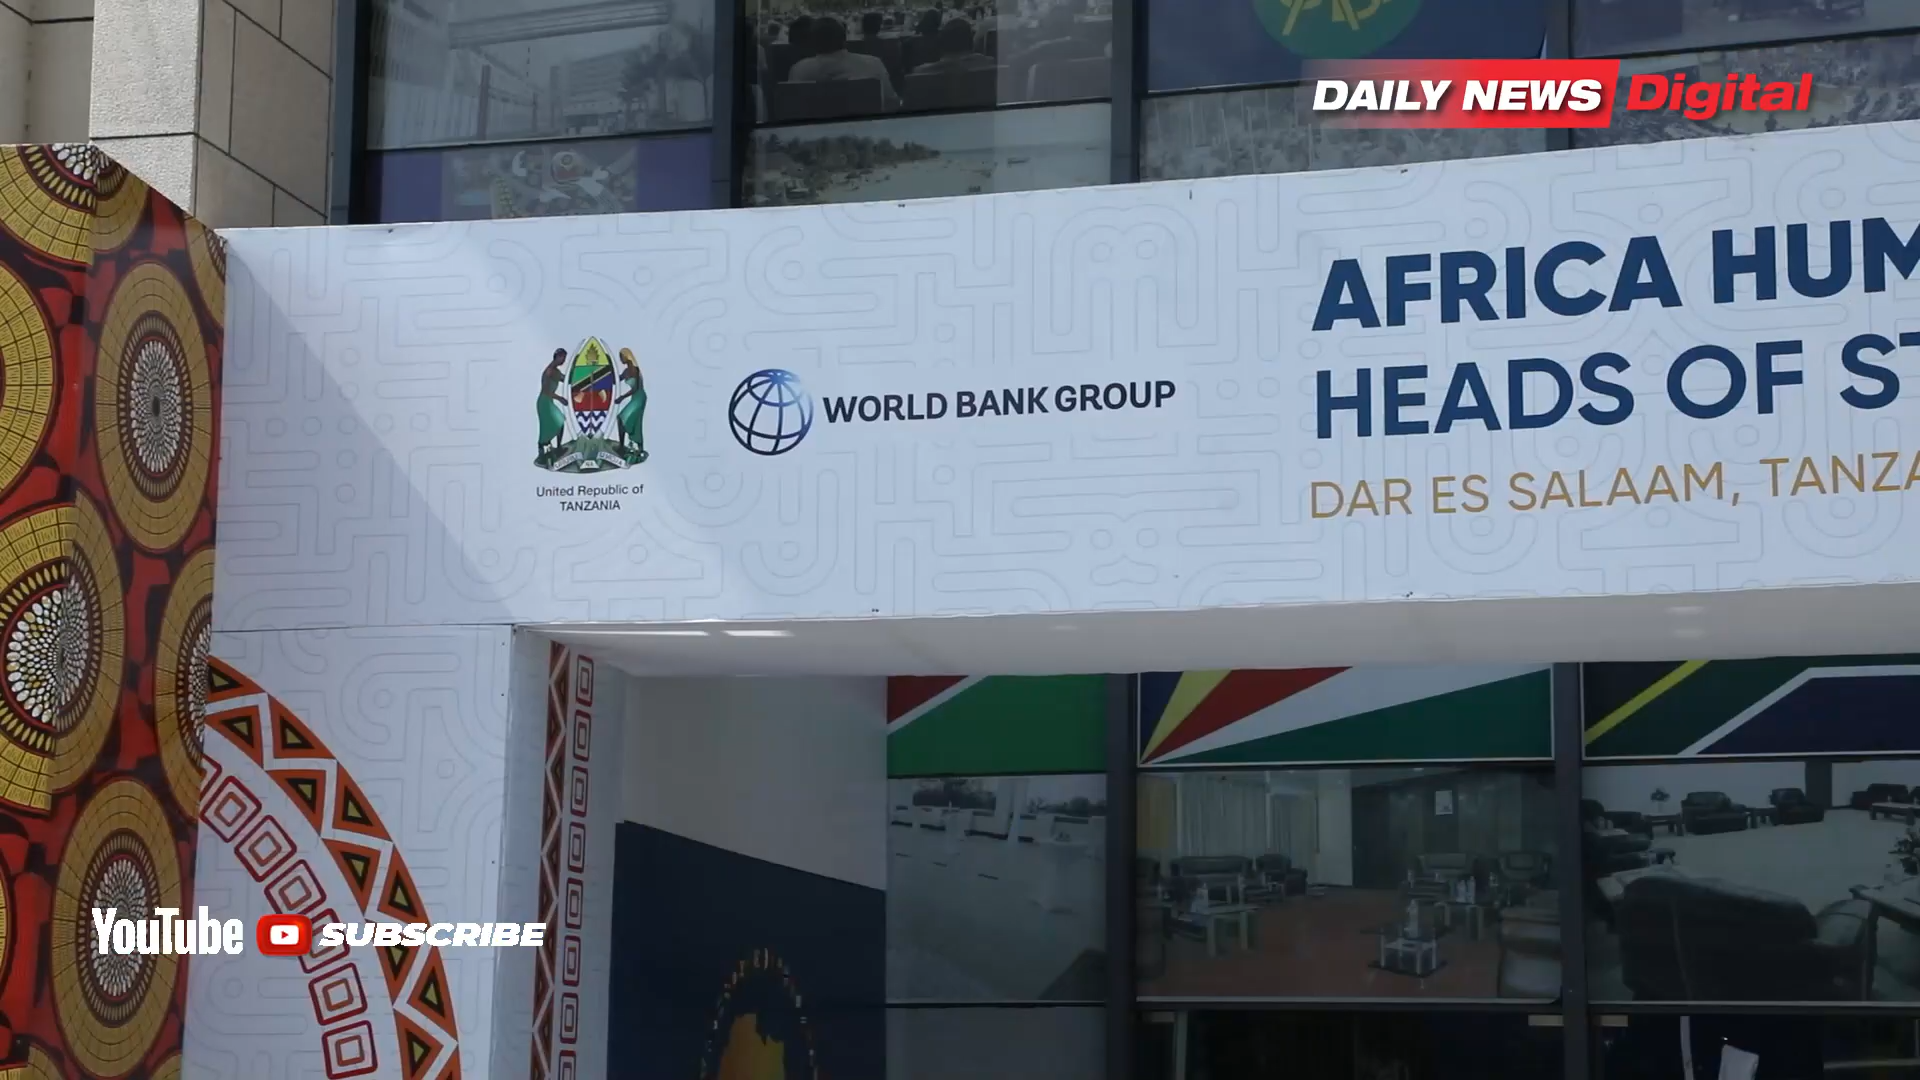 DAILY NEWS Digital
AFRICA HUM
HEADS OF ST
DAR ES SALAAM, TANZA
WORLD BANK GROUP
United Republic of
TANZANIA
YouTube SUBSCRIBE